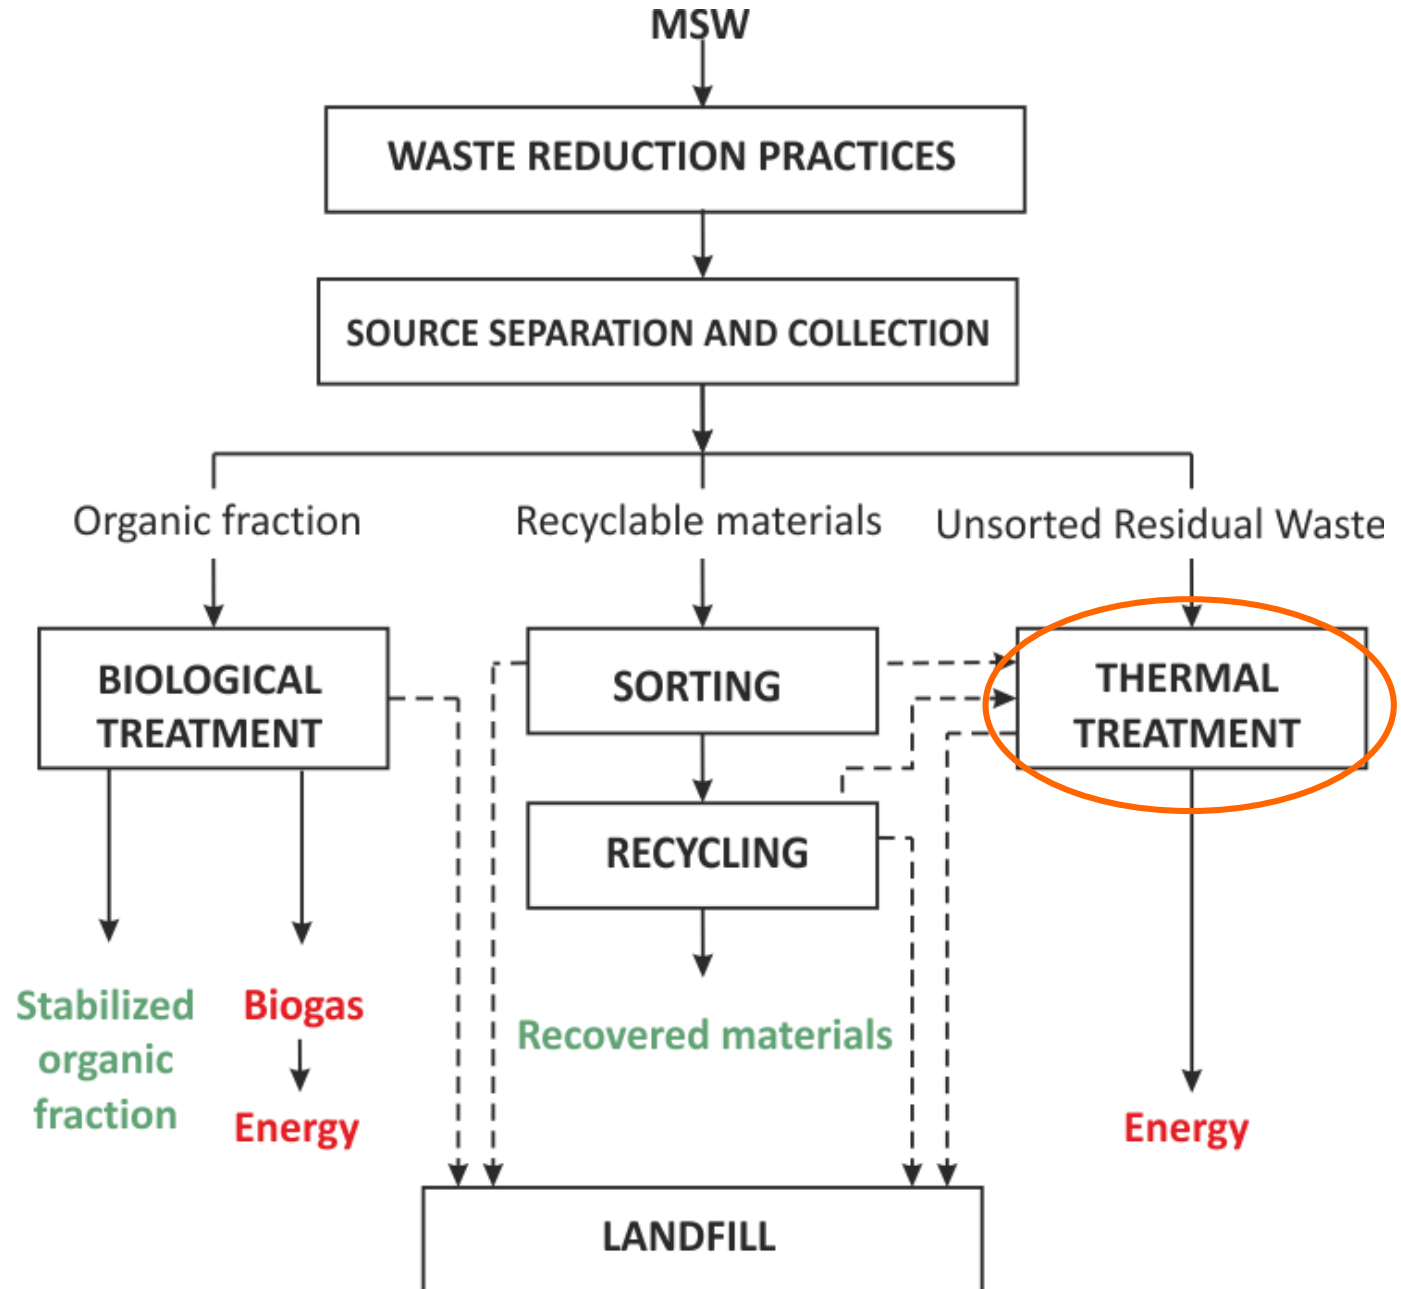 MSW
WASTE REDUCTION PRACTICES
SOURCE SEPARATION AND COLLECTION
Organic fraction
Recyclable materials
Unsorted Residual Waste
BIOLOGICAL
TREATMENT
SORTING
THERMAL
TREATMENT
RECYCLING
Stabilized
organic
fraction
Biogas
Energy
Recovered materials
Energy
LANDFILL